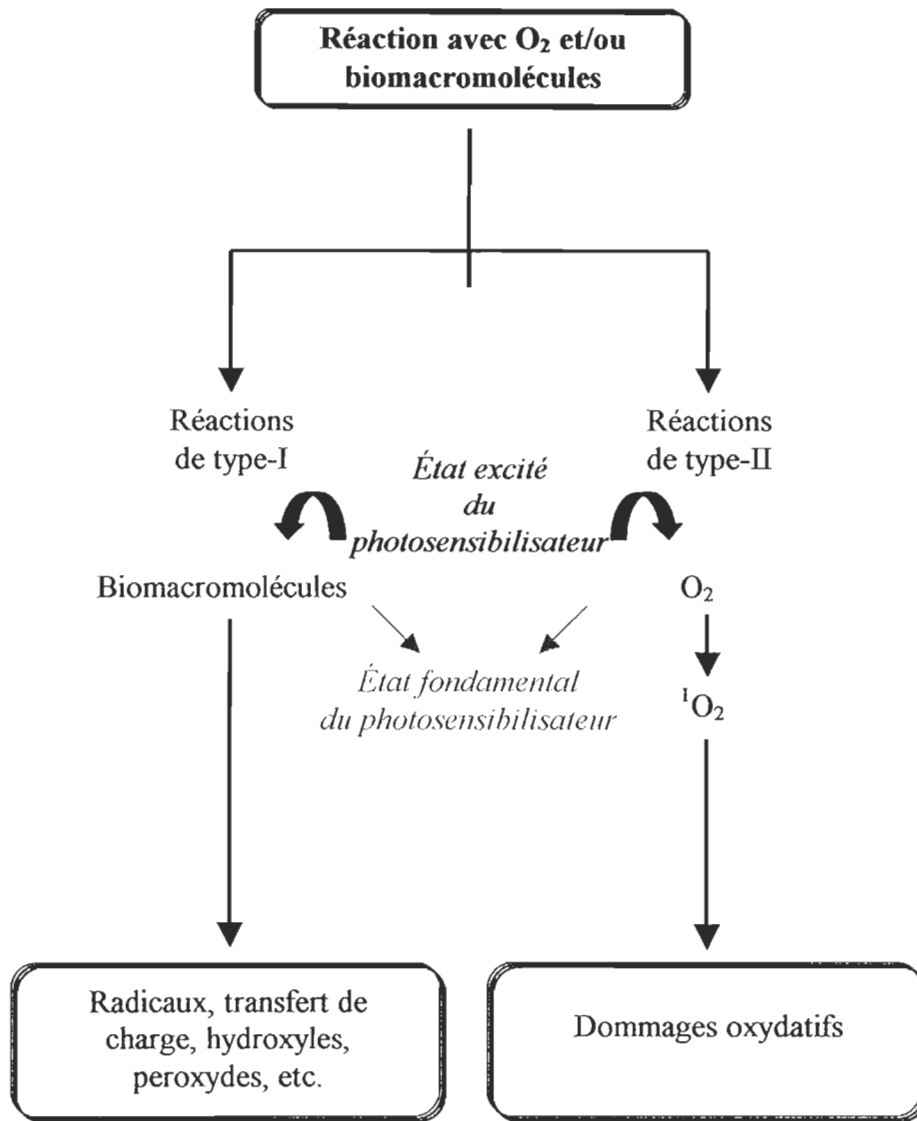 Réaction avec O₂ et/ou
biomacromolécules
Réactions
de type-I
Réactions
de type-II
État excité
du
photosensibilisateur
Biomacromolécules
O₂
État fondamental
du photosensibilisateur
¹O₂
Radicaux, transfert de
charge, hydroxyles,
peroxydes, etc.
Dommages oxydatifs